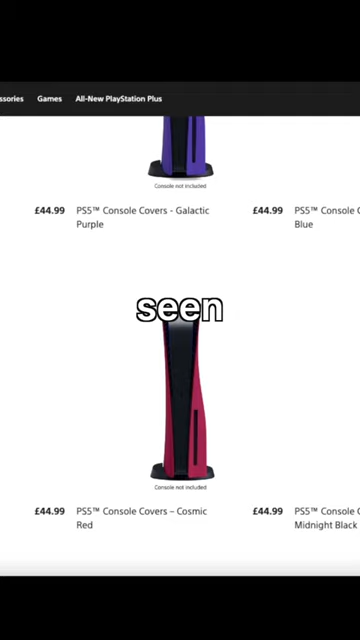 ssories Games All-New PlayStation Plus
Console not included
£44.99 PS5™ Console Covers - Galactic
Purple
£44.99 PS5™ Console C
Blue
seen
Console not included
£44.99 PS5™ Console Covers – Cosmic
Red
£44.99 PS5™ Console C
Midnight Black